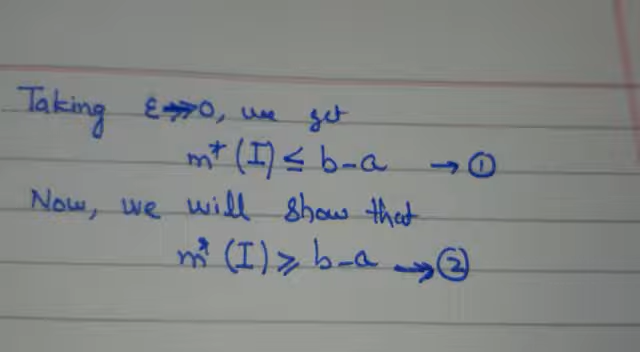 Taking ε→0, we get
m*(I) ≤ b-a → ①
Now, we will show that
m*(I) ≥ b-a → ②